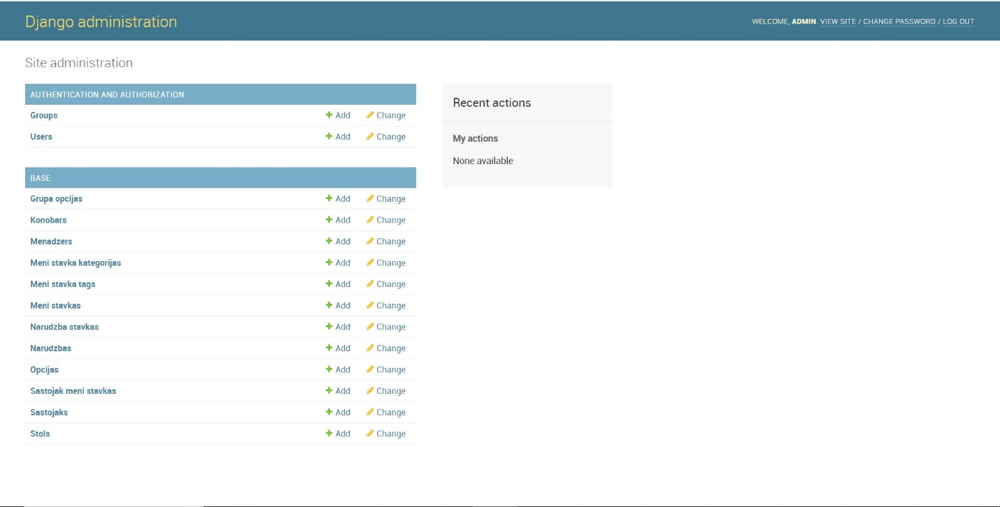 Django administration
WELCOME, ADMIN. VIEW SITE / CHANGE PASSWORD / LOG OUT
Site administration
AUTHENTICATION AND AUTHORIZATION
Groups Add Change
Users Add Change
BASE
Grupa opcijas Add Change
Konobars Add Change
Menadzers Add Change
Meni stavka kategorijas Add Change
Meni stavka tags Add Change
Meni stavkas Add Change
Narudzba stavkas Add Change
Narudzbas Add Change
Opcijas Add Change
Sastojak meni stavkas Add Change
Sastojaks Add Change
Stols Add Change
Recent actions
My actions
None available